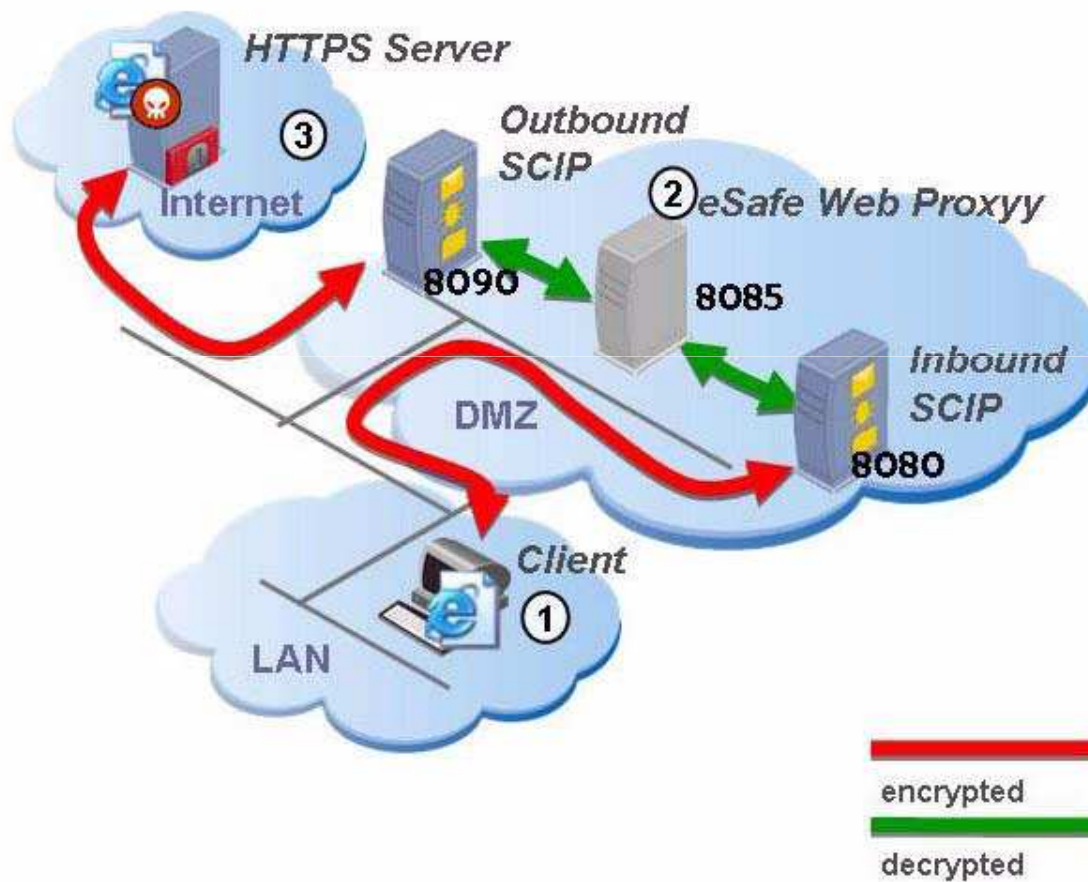 HTTPS Server
3
Internet
Outbound
SCIP
2
eSafe Web Proxyy
8090
8085
Inbound
SCIP
8080
DMZ
Client
1
LAN
encrypted
decrypted